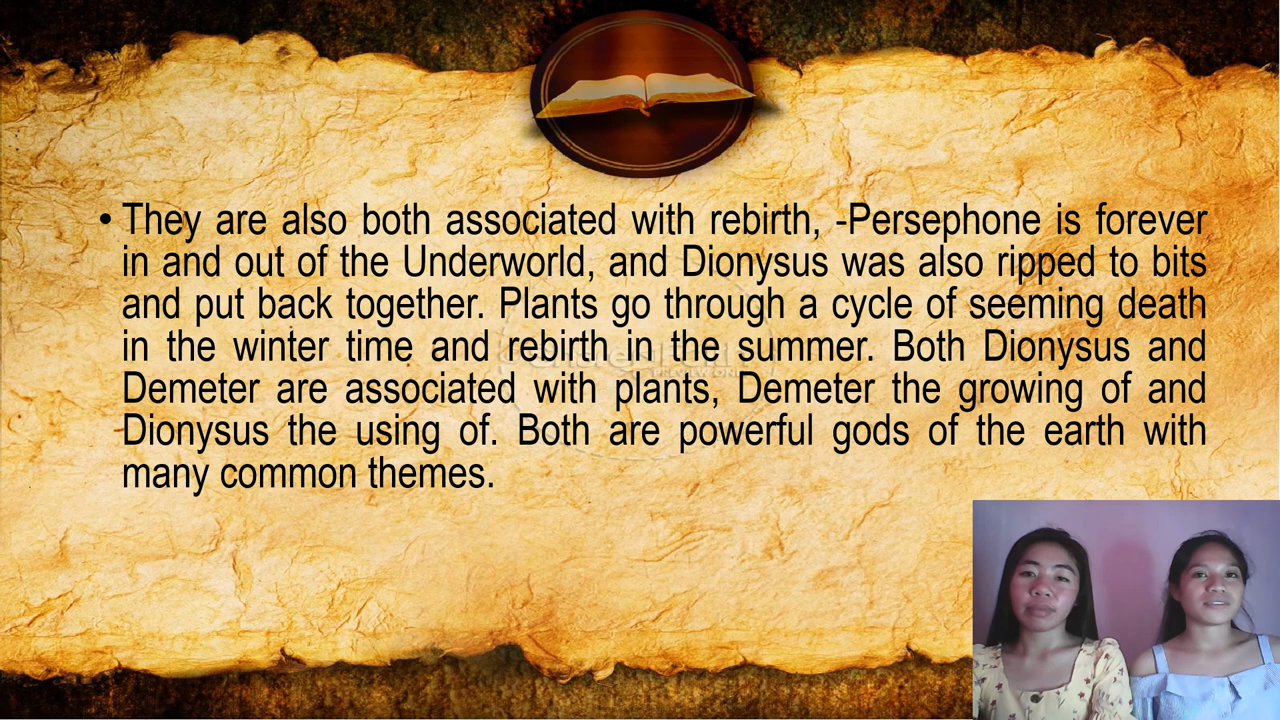 • They are also both associated with rebirth, -Persephone is forever
in and out of the Underworld, and Dionysus was also ripped to bits
and put back together. Plants go through a cycle of seeming death
in the winter time and rebirth in the summer. Both Dionysus and
Demeter are associated with plants, Demeter the growing of and
Dionysus the using of. Both are powerful gods of the earth with
many common themes.
PREVIEW ONLY